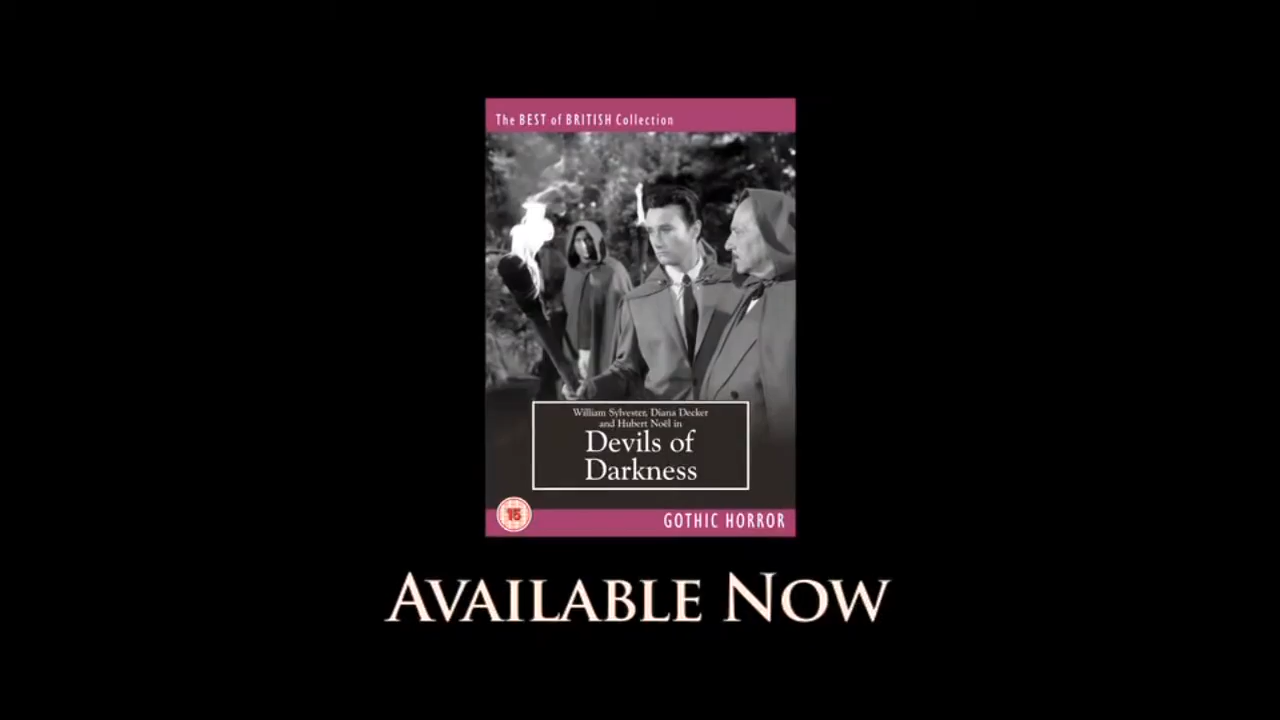 The BEST of BRITISH Collection
William Sylvester, Diana Decker
and Hubert Noël in
Devils of
Darkness
15
GOTHIC HORROR
AVAILABLE NOW